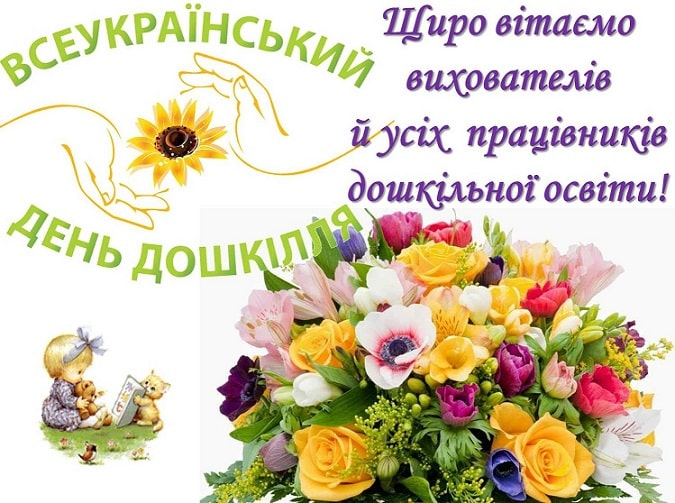 ВСЕУКРАЇНСЬКИЙ
ДЕНЬ ДОШКІЛЛЯ
Щиро вітаємо
вихователів
й усіх працівників
дошкільної освіти!